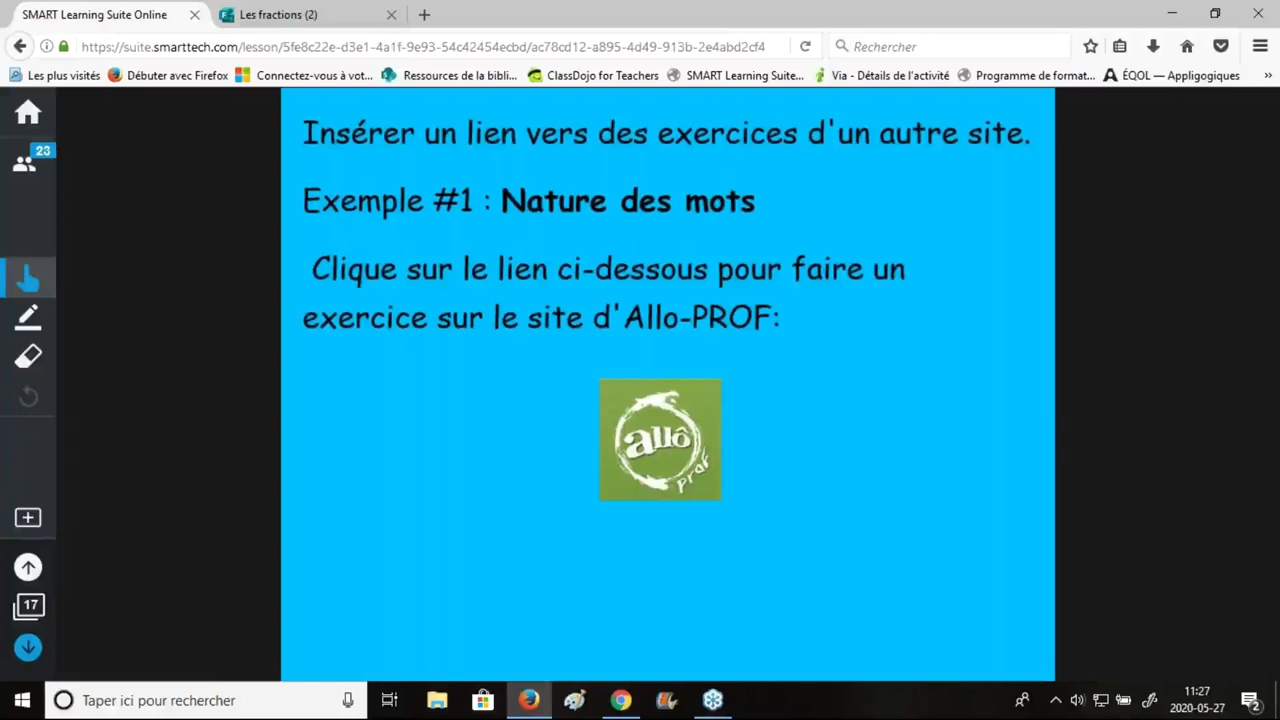 SMART Learning Suite Online
Les fractions (2)
https://suite.smarttech.com/lesson/5fe8c22e-d3e1-4a1f-9e93-54c42454ecbd/ac78cd12-a895-4d49-913b-2e4abd2cf4
Rechercher
Les plus visités
Débuter avec Firefox
Connectez-vous à vot...
Ressources de la bibli...
ClassDojo for Teachers
SMART Learning Suite...
Via - Détails de l'activité
Programme de format...
ÉQOL — Appligogiques
23
Insérer un lien vers des exercices d'un autre site.
Exemple #1 : Nature des mots
Clique sur le lien ci-dessous pour faire un
exercice sur le site d'Allo-PROF:
allô
prof
17
Taper ici pour rechercher
11:27
2020-05-27
2